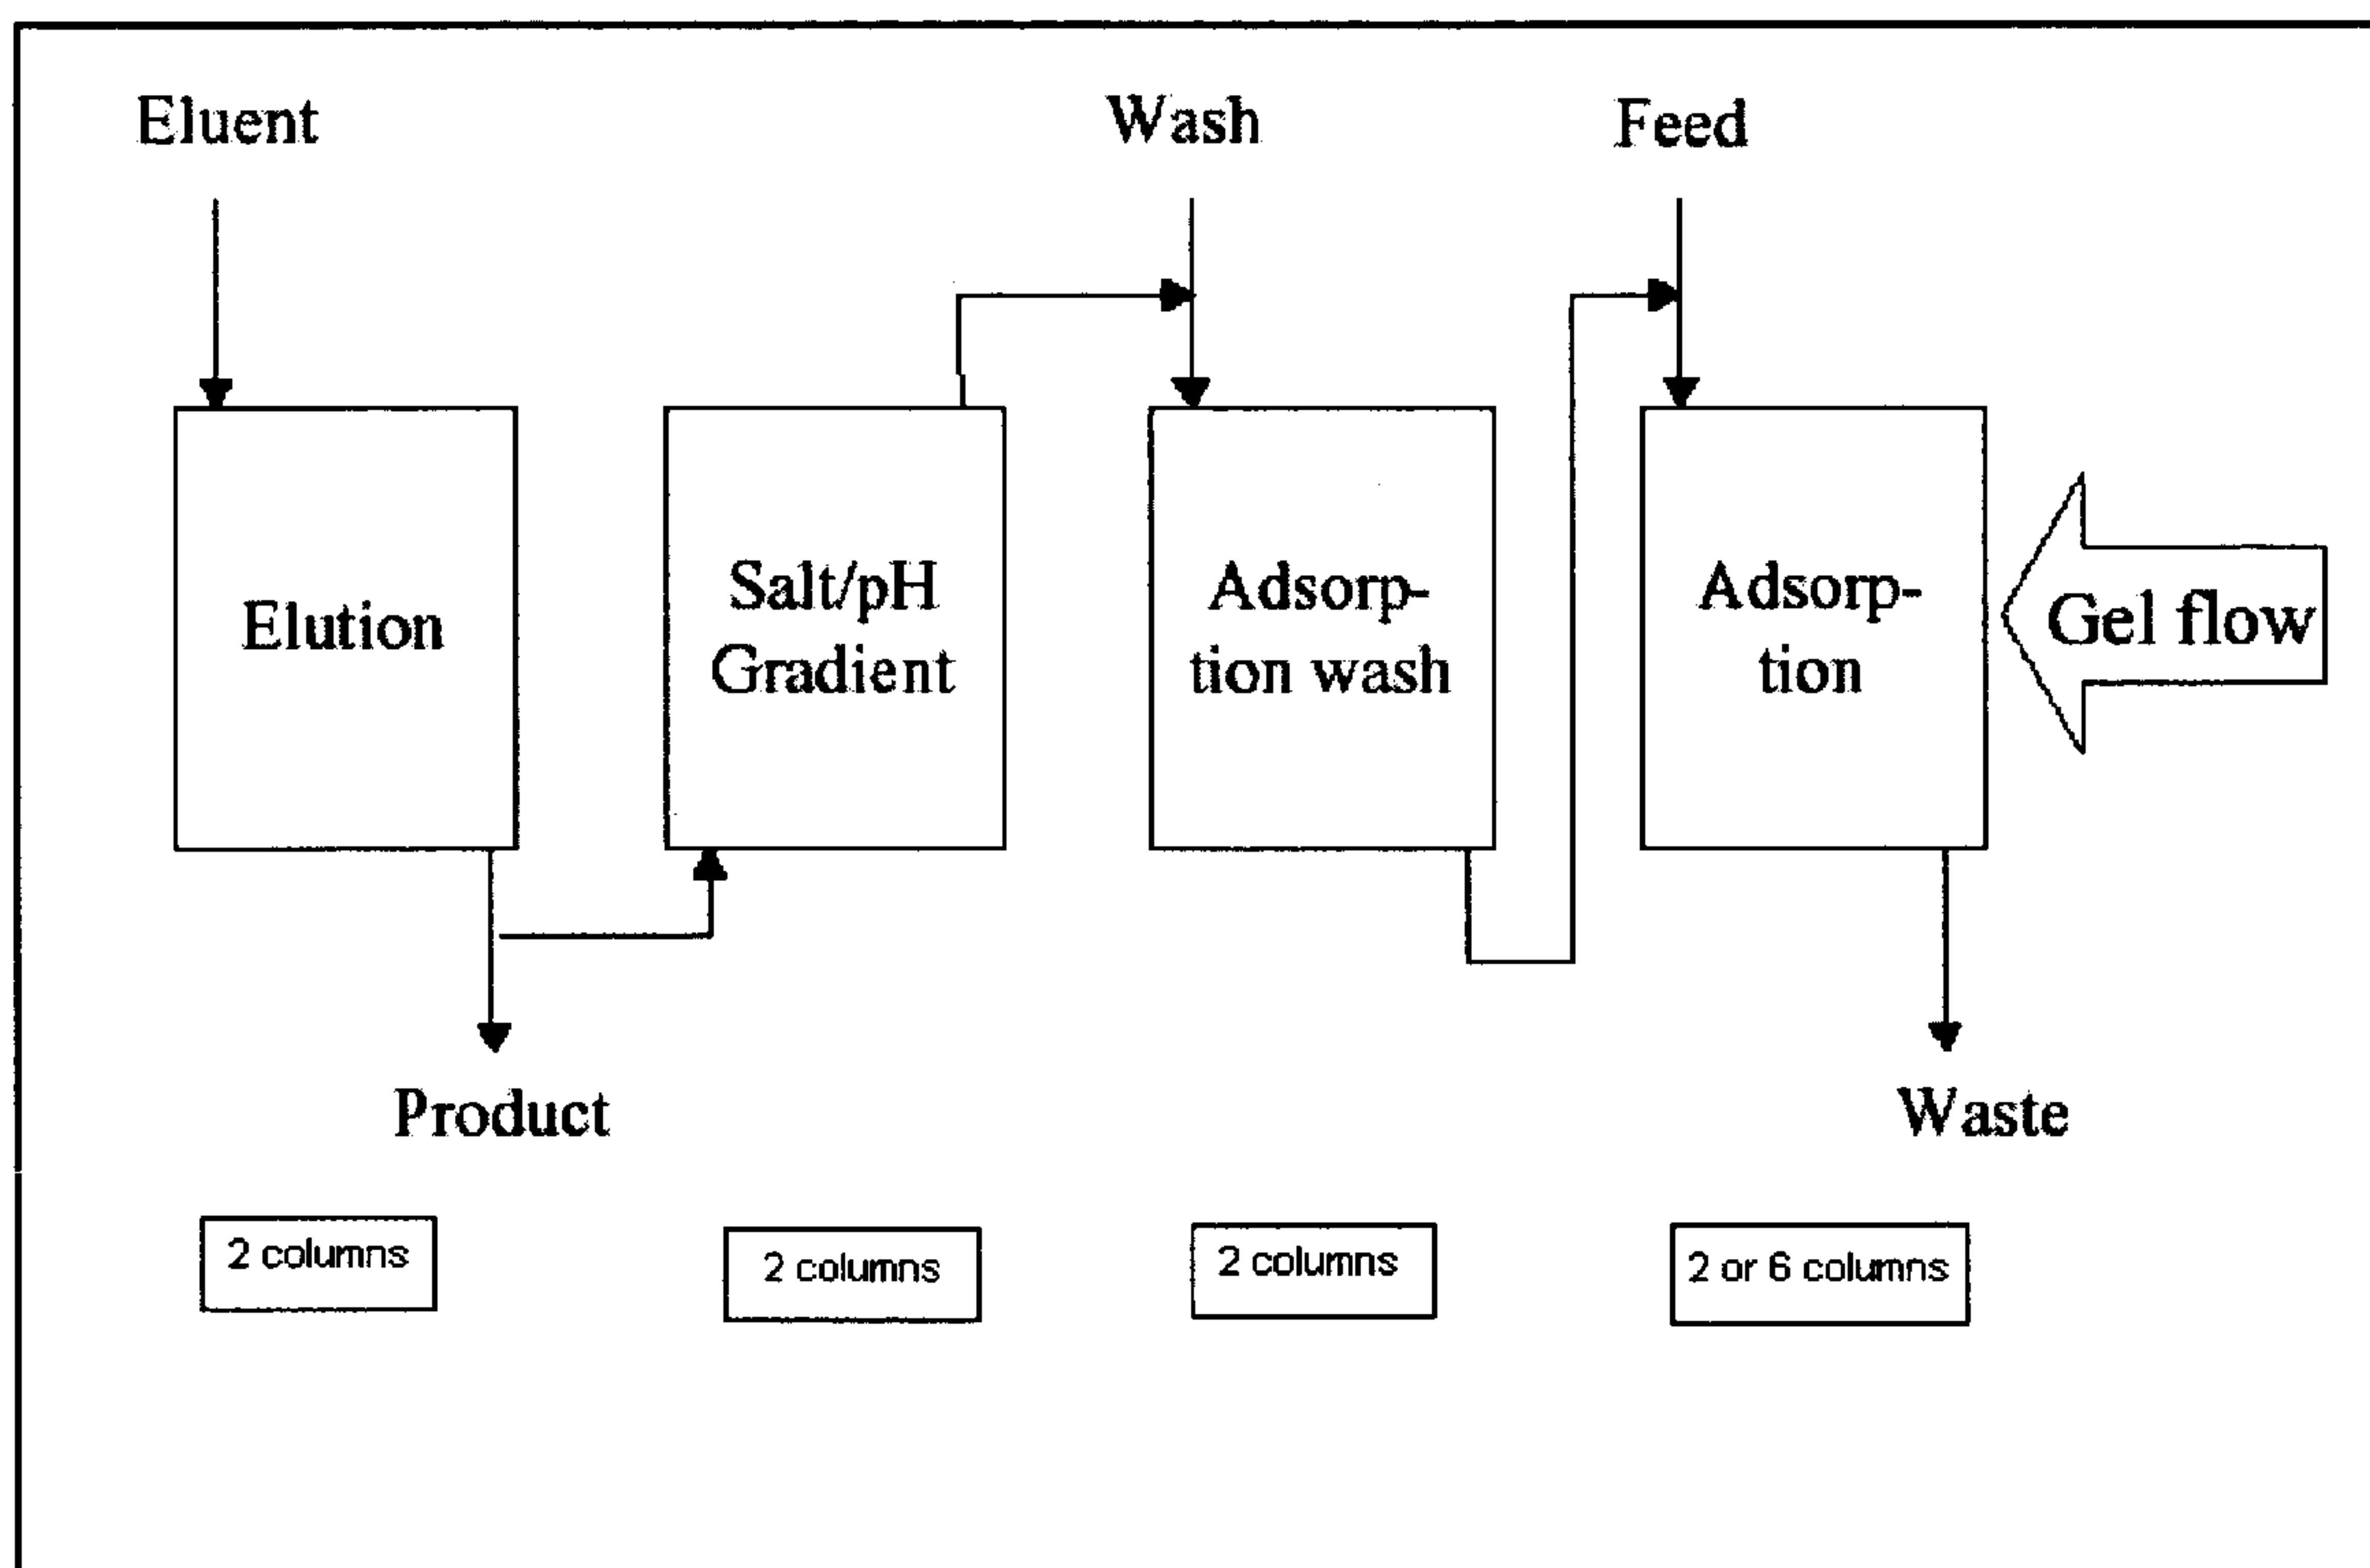 Eluent
Wash
Feed
Elution
Salt/pH
Gradient
Adsorp-
tion wash
Adsorp-
tion
Gel flow
Product
Waste
2 columns
2 columns
2 columns
2 or 6 columns